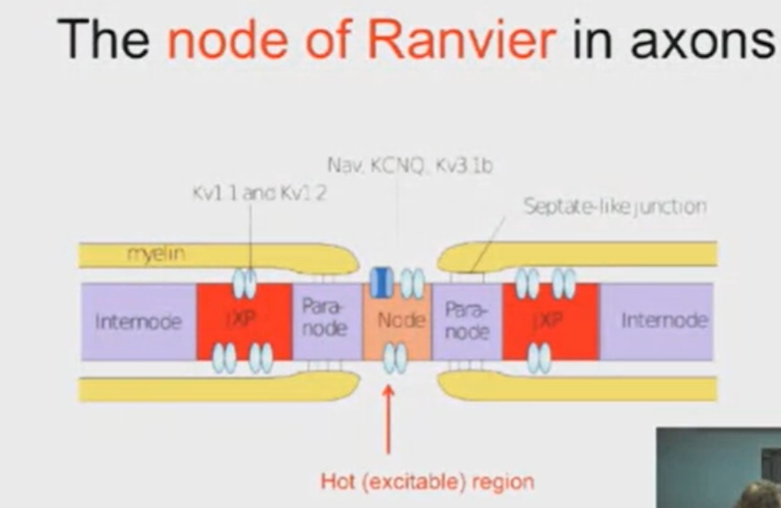 The node of Ranvier in axons
Nav, KCNQ, Kv3.1b
Kv1.1 and Kv1.2
Septate-like junction
myelin
Internode
JXP
Para-
node
Node
Para-
node
JXP
Internode
Hot (excitable) region